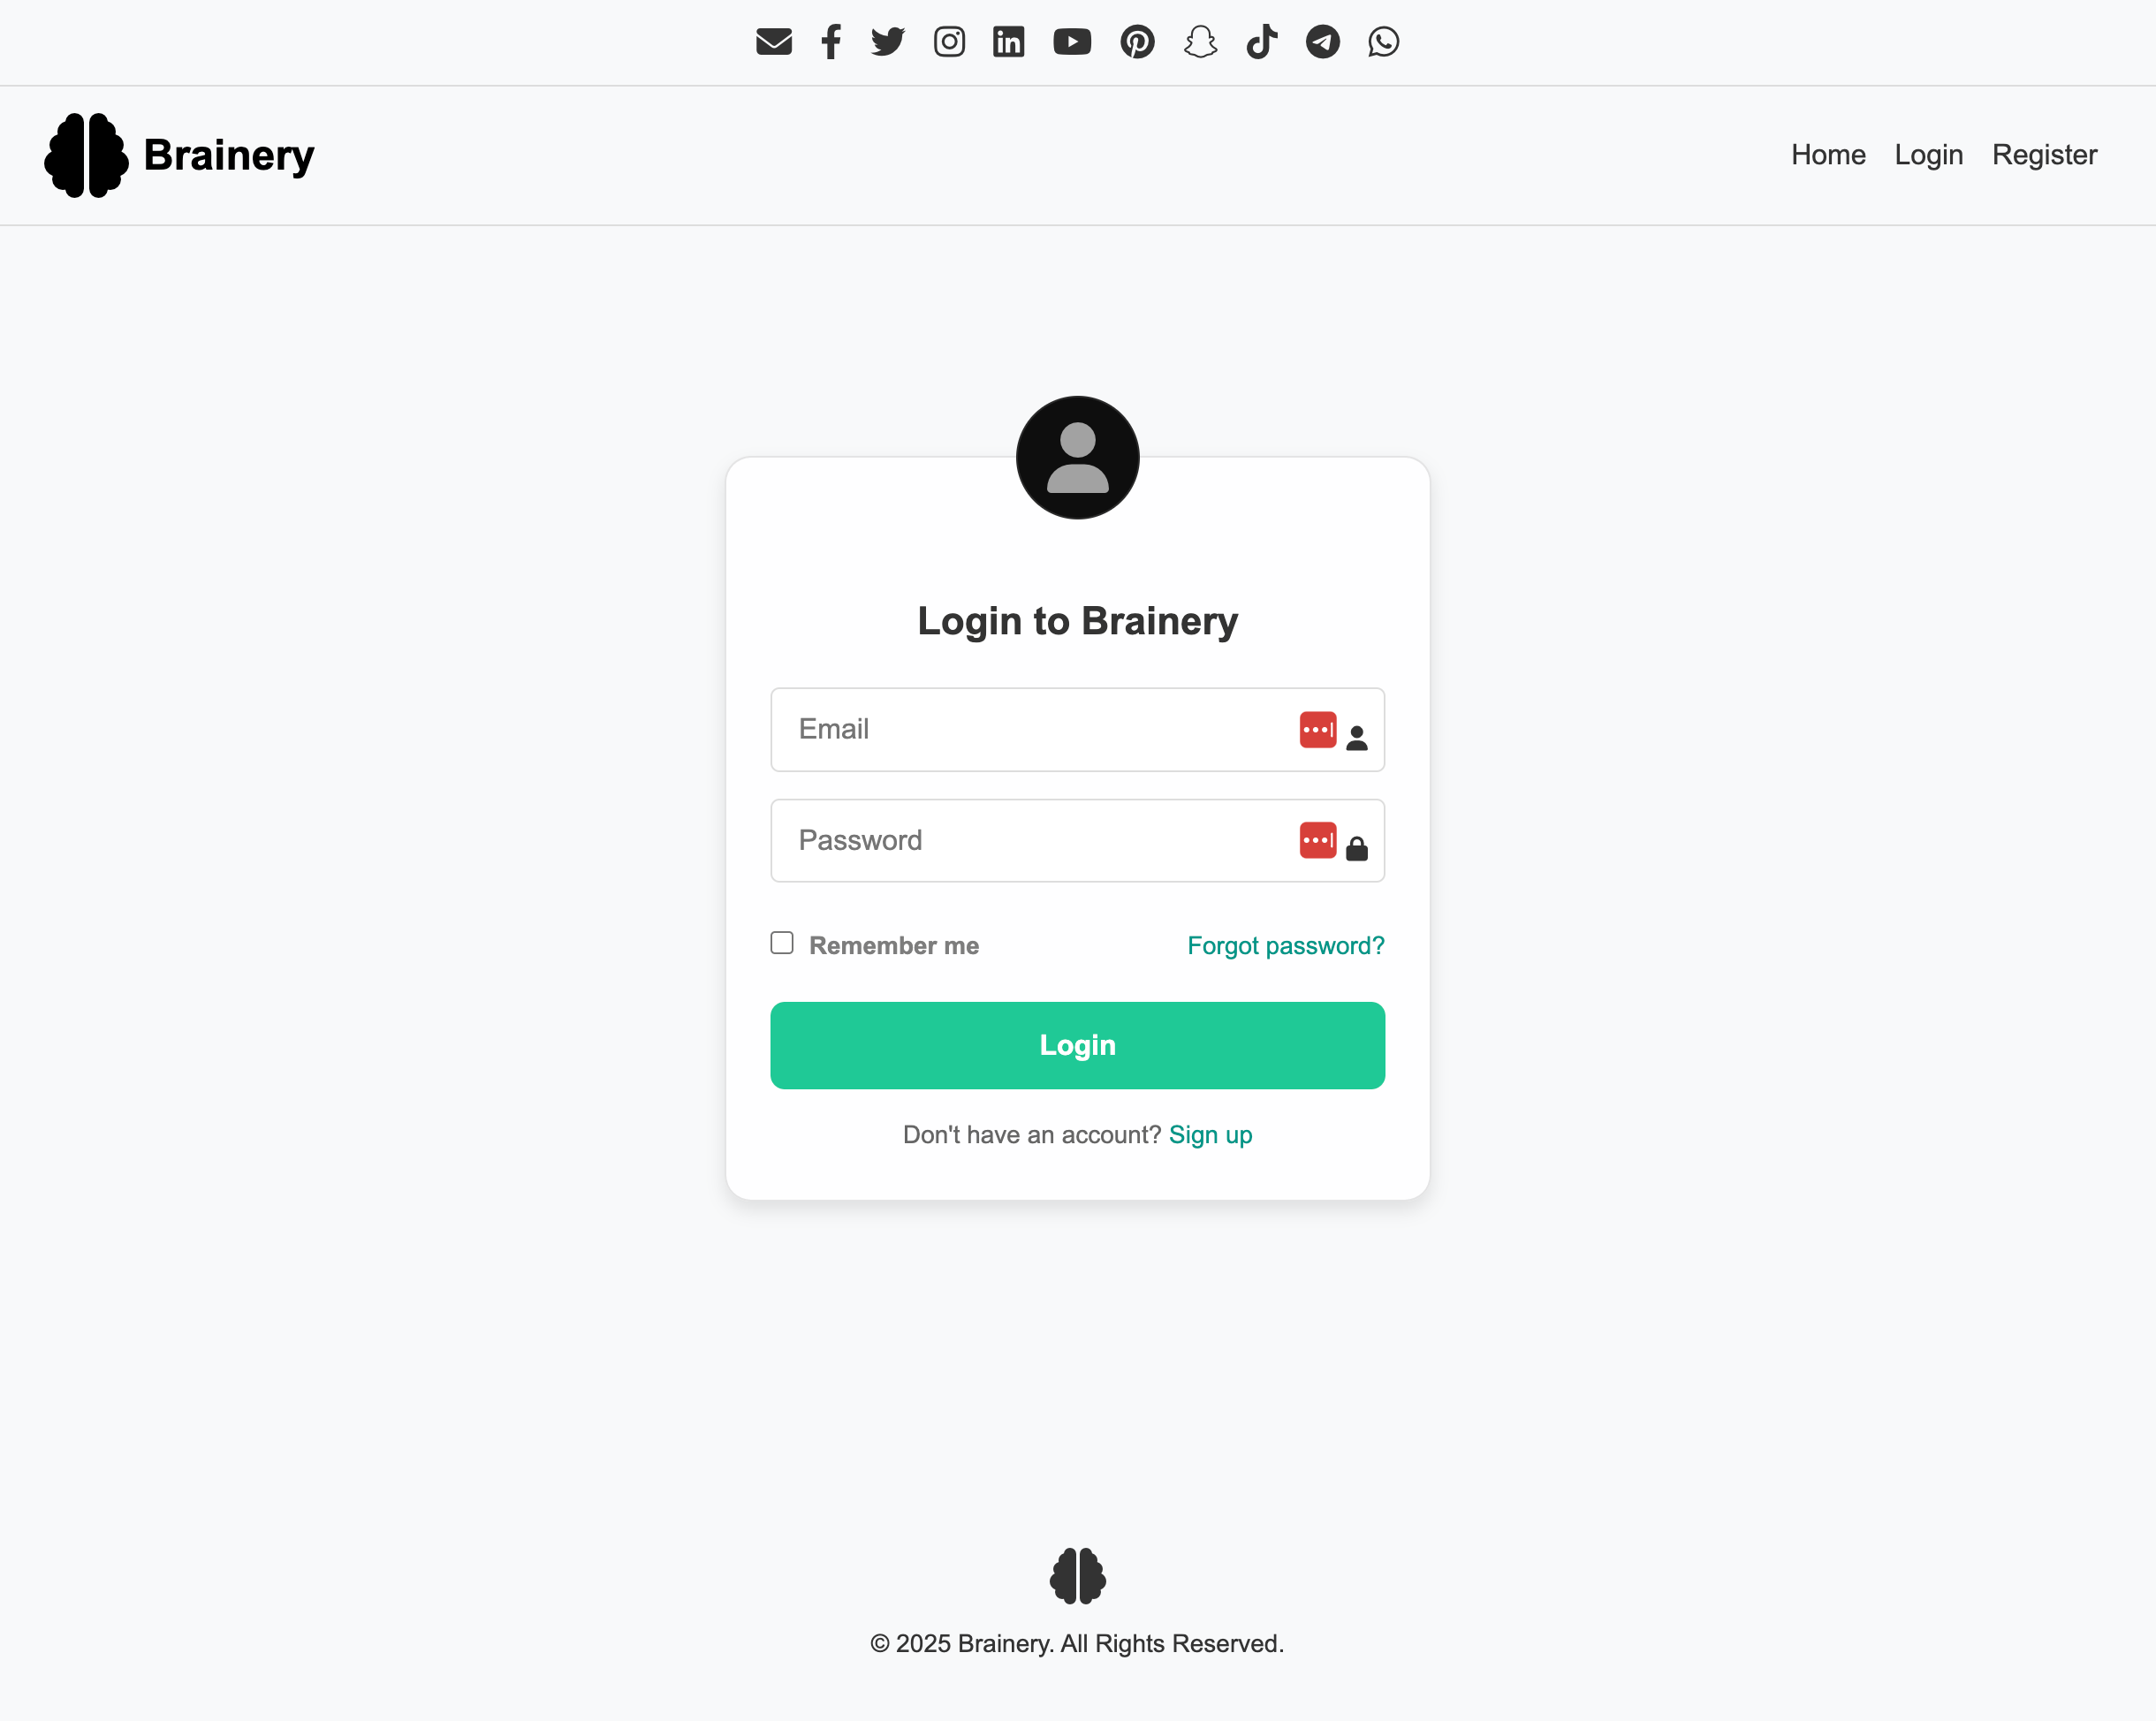 Brainery
Home Login Register
Login to Brainery
Email
Password
Remember me Forgot password?
Login
Don't have an account? Sign up
© 2025 Brainery. All Rights Reserved.